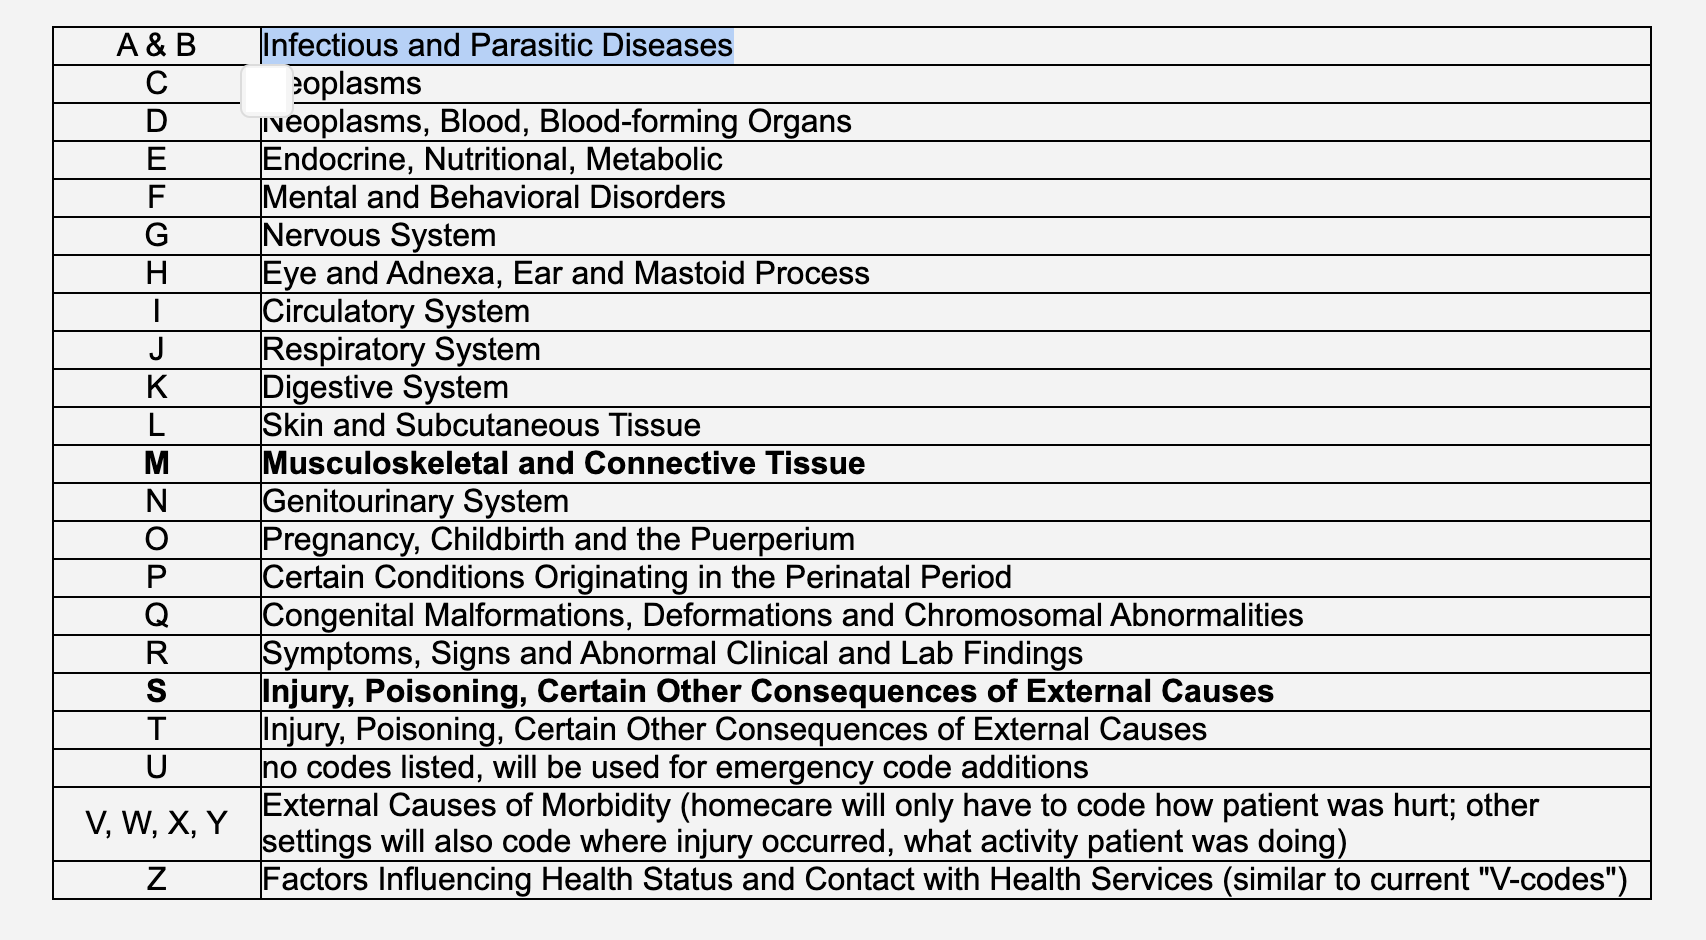 A & B Infectious and Parasitic Diseases
C eoplasms
D Neoplasms, Blood, Blood-forming Organs
E Endocrine, Nutritional, Metabolic
F Mental and Behavioral Disorders
G Nervous System
H Eye and Adnexa, Ear and Mastoid Process
I Circulatory System
J Respiratory System
K Digestive System
L Skin and Subcutaneous Tissue
M Musculoskeletal and Connective Tissue
N Genitourinary System
O Pregnancy, Childbirth and the Puerperium
P Certain Conditions Originating in the Perinatal Period
Q Congenital Malformations, Deformations and Chromosomal Abnormalities
R Symptoms, Signs and Abnormal Clinical and Lab Findings
S Injury, Poisoning, Certain Other Consequences of External Causes
T Injury, Poisoning, Certain Other Consequences of External Causes
U no codes listed, will be used for emergency code additions
V, W, X, Y External Causes of Morbidity (homecare will only have to code how patient was hurt; other
settings will also code where injury occurred, what activity patient was doing)
Z Factors Influencing Health Status and Contact with Health Services (similar to current "V-codes")